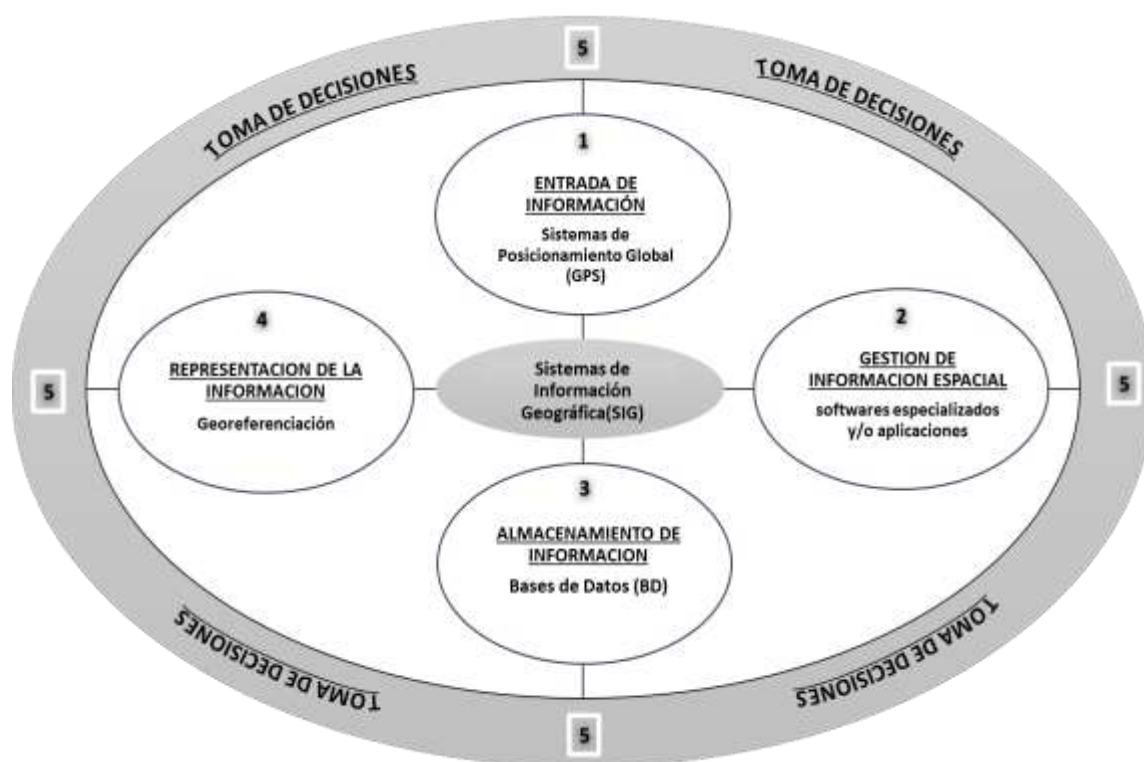 5
TOMA DE DECISIONES
TOMA DE DECISIONES
1
ENTRADA DE
INFORMACIÓN
Sistemas de
Posicionamiento Global
(GPS)
4
REPRESENTACION DE LA
INFORMACION
Georeferenciación
Sistemas de
Información
Geográfica(SIG)
2
GESTION DE
INFORMACION ESPACIAL
softwares especializados
y/o aplicaciones
5
5
3
ALMACENAMIENTO DE
INFORMACION
Bases de Datos (BD)
TOMA DE DECISIONES
TOMA DE DECISIONES
5